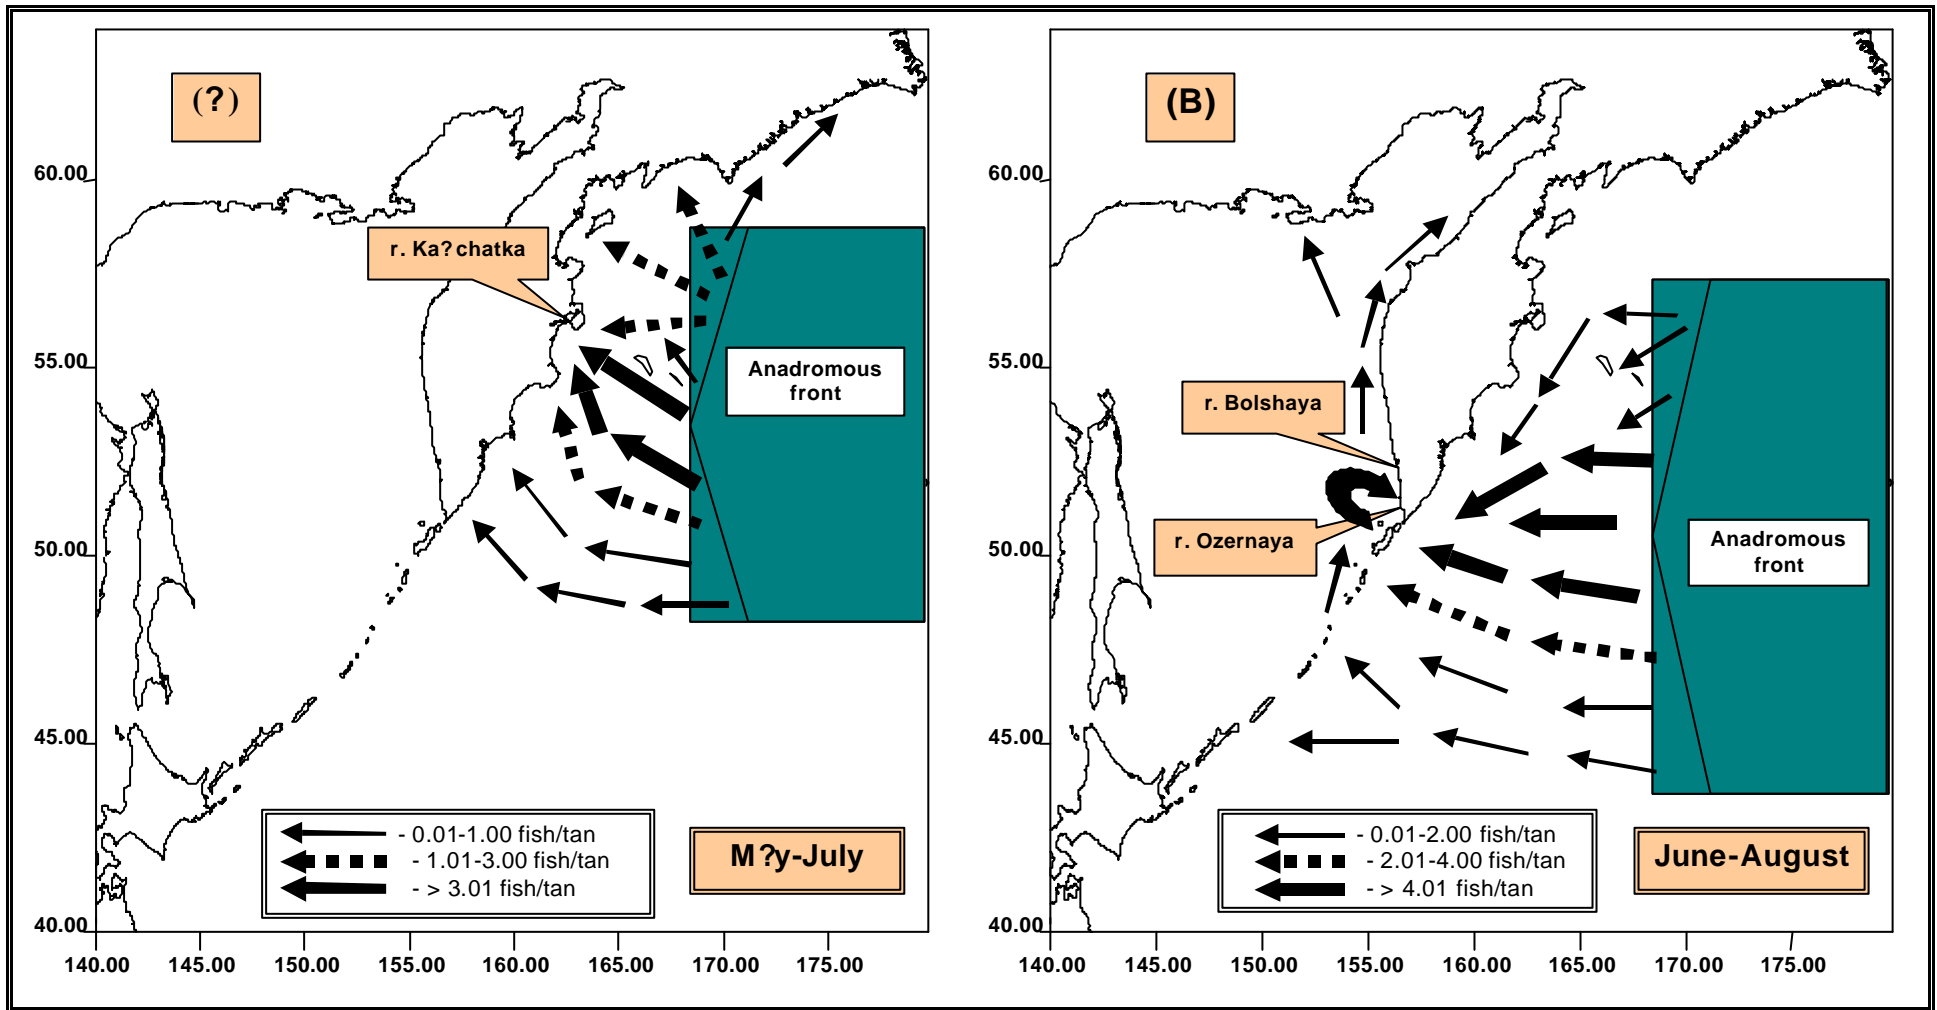 (?)
60.00
r. Ka?chatka
55.00
Anadromous
front
50.00
45.00
- 0.01-1.00 fish/tan
- 1.01-3.00 fish/tan
- > 3.01 fish/tan
M?y-July
40.00
140.00 145.00 150.00 155.00 160.00 165.00 170.00 175.00
(B)
60.00
55.00
r. Bolshaya
r. Ozernaya
50.00
Anadromous
front
45.00
- 0.01-2.00 fish/tan
- 2.01-4.00 fish/tan
- > 4.01 fish/tan
June-August
40.00
140.00 145.00 150.00 155.00 160.00 165.00 170.00 175.00